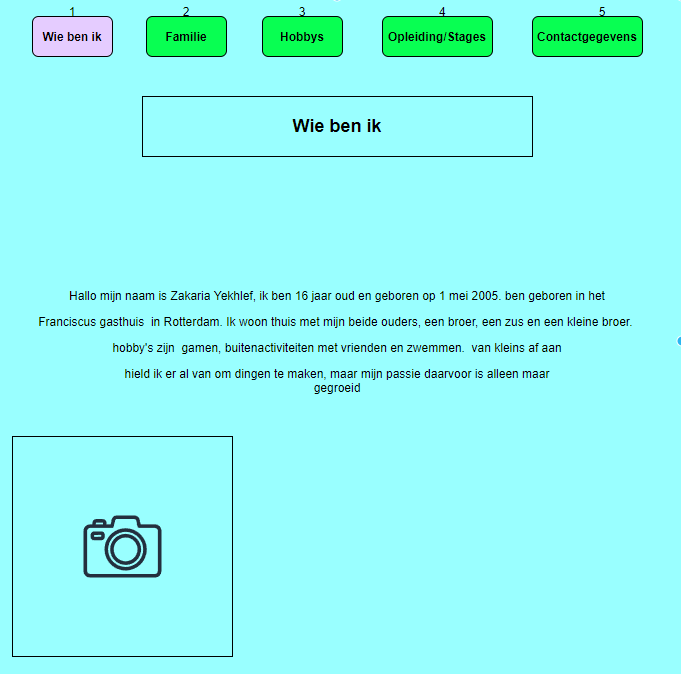 1 2 3 4 5
Wie ben ik Familie Hobbys Opleiding/Stages Contactgegevens
Wie ben ik
Hallo mijn naam is Zakaria Yekhlef, ik ben 16 jaar oud en geboren op 1 mei 2005. ben geboren in het
Franciscus gasthuis  in Rotterdam. Ik woon thuis met mijn beide ouders, een broer, een zus en een kleine broer.
hobby's zijn  gamen, buitenactiviteiten met vrienden en zwemmen.  van kleins af aan
hield ik er al van om dingen te maken, maar mijn passie daarvoor is alleen maar
gegroeid